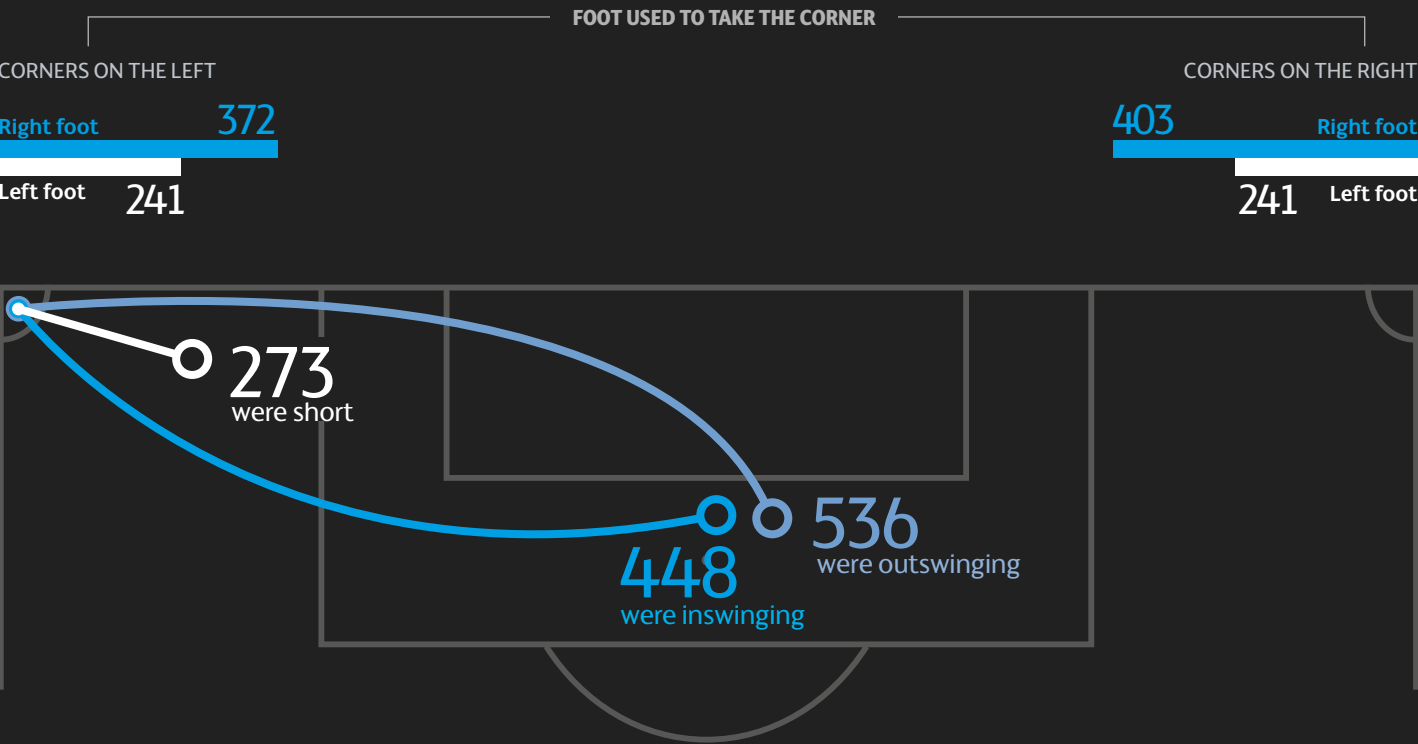 FOOT USED TO TAKE THE CORNER
CORNERS ON THE LEFT
Right foot 372
Left foot 241
CORNERS ON THE RIGHT
403 Right foot
241 Left foot
273
were short
536
were outswinging
448
were inswinging